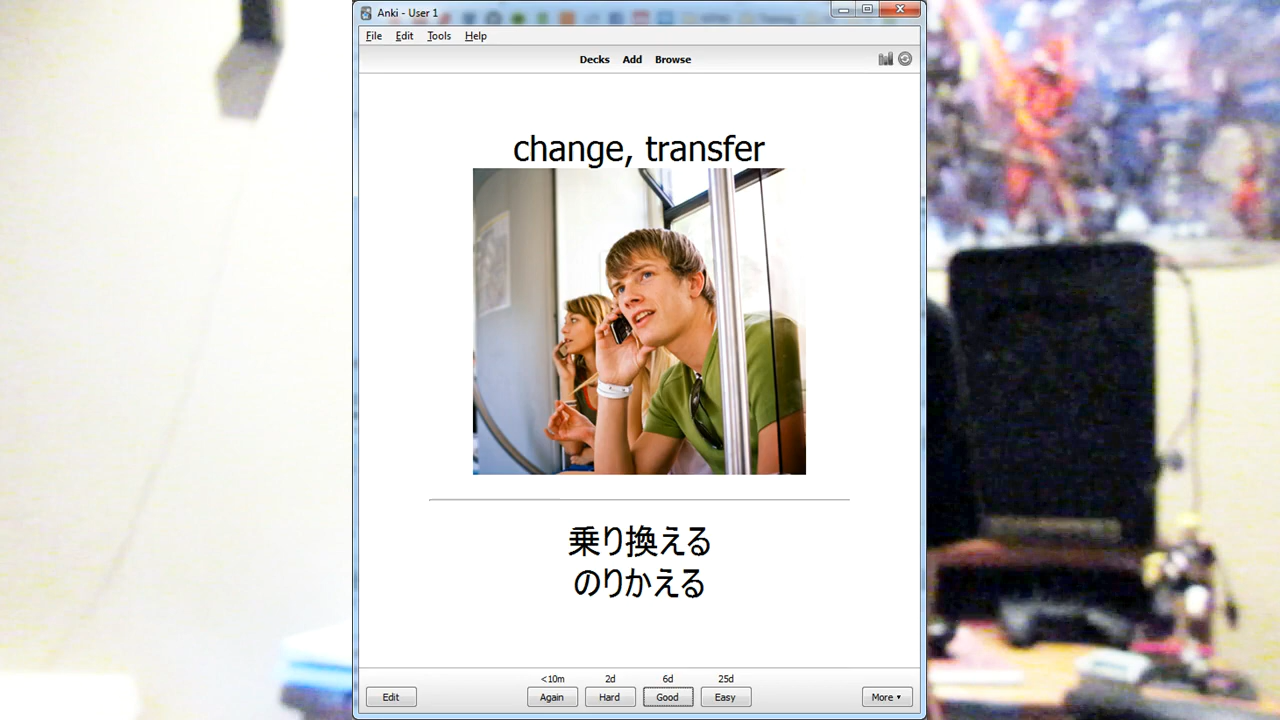 Anki - User 1
File Edit Tools Help
Decks Add Browse
change, transfer
乗り換える
のりかえる
<10m 2d 6d 25d
Edit Again Hard Good Easy More ▾